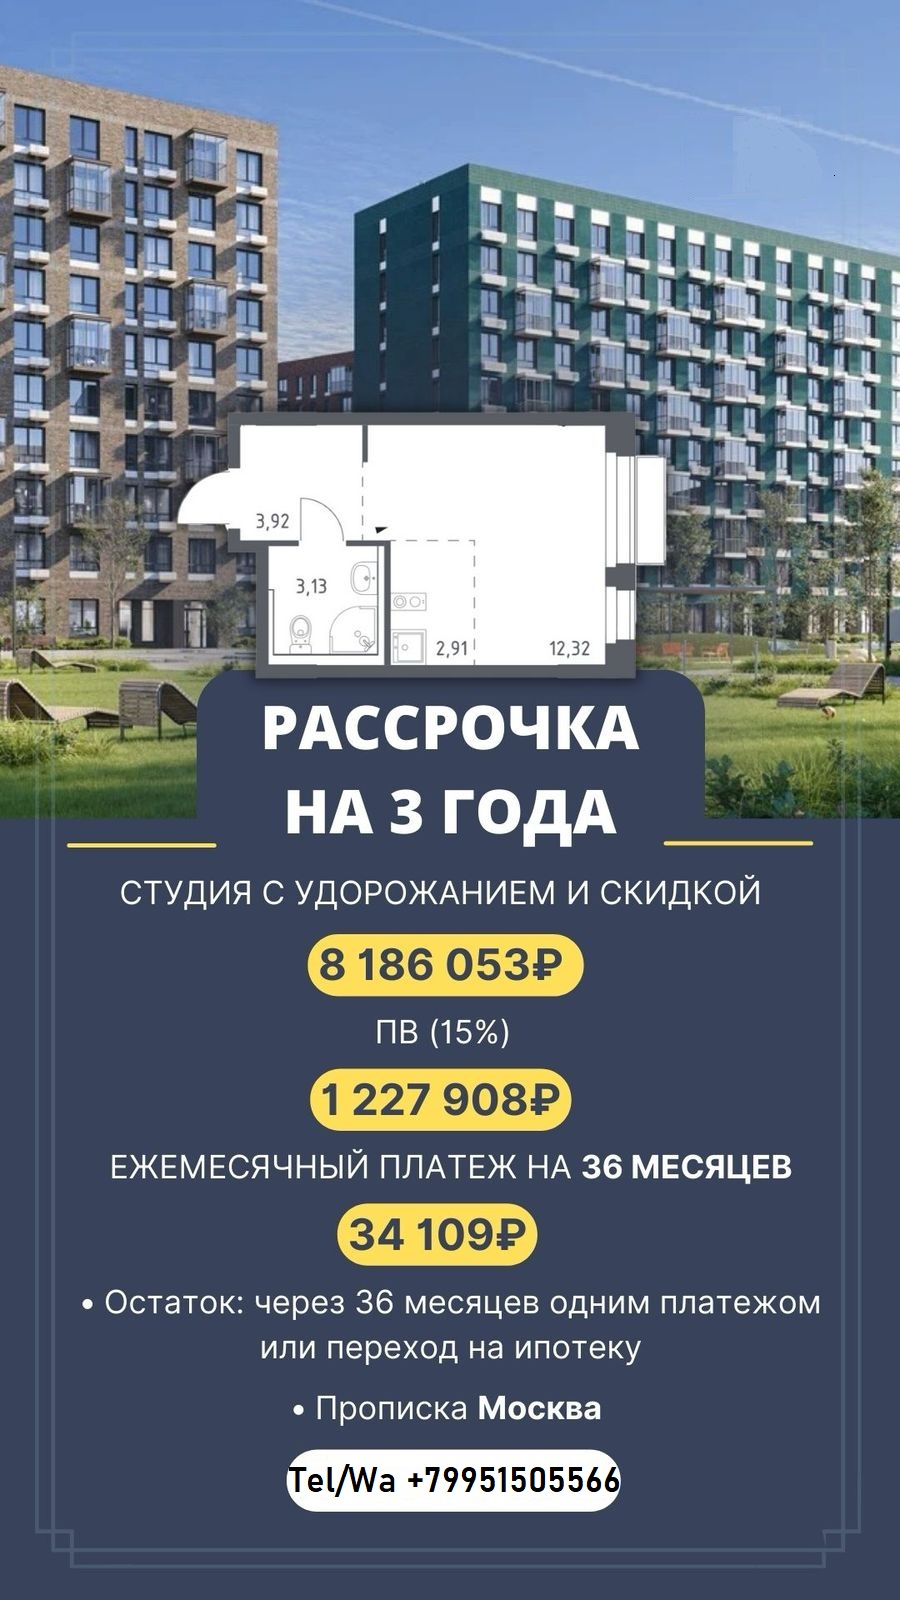 3,92
3,13
2,91
12,32
РАССРОЧКА
НА 3 ГОДА
СТУДИЯ С УДОРОЖАНИЕМ И СКИДКОЙ
8 186 053₽
ПВ (15%)
1 227 908₽
ЕЖЕМЕСЯЧНЫЙ ПЛАТЕЖ НА 36 МЕСЯЦЕВ
34 109₽
• Остаток: через 36 месяцев одним платежом
или переход на ипотеку
• Прописка Москва
Tel/Wa +79951505566